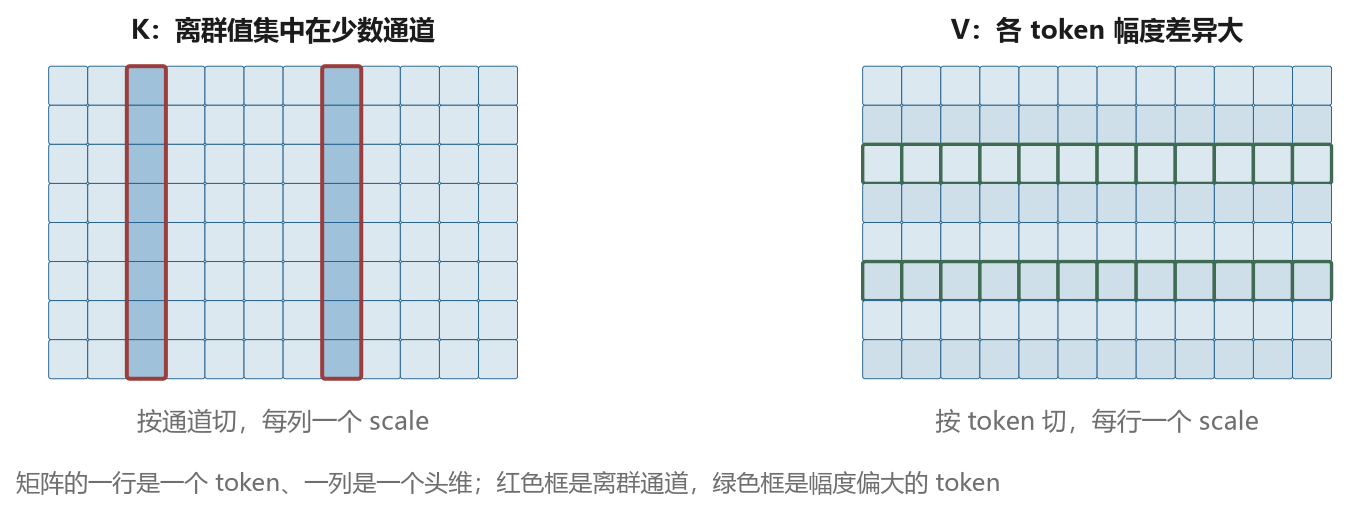 K：离群值集中在少数通道
V：各 token 幅度差异大
按通道切，每列一个 scale
按 token 切，每行一个 scale
矩阵的一行是一个 token、一列是一个头维；红色框是离群通道，绿色框是幅度偏大的 token